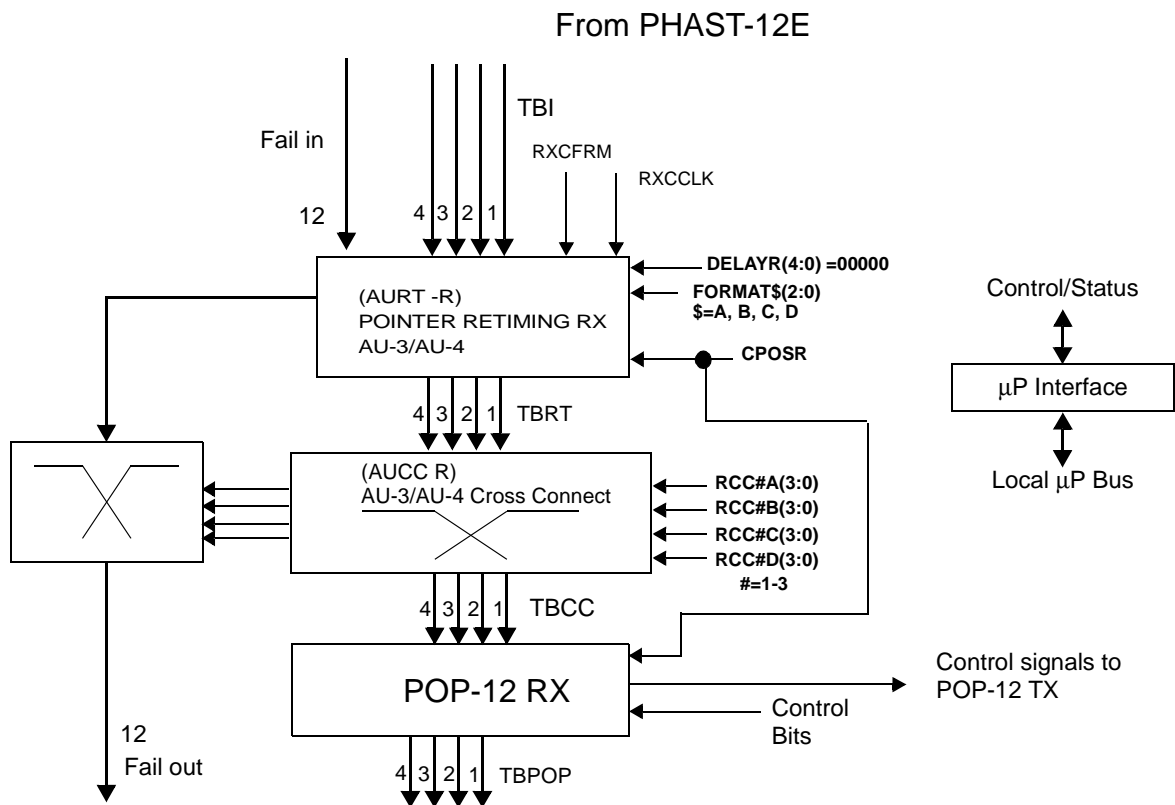 From PHAST-12E
TBI
Fail in
RXCFRM
RXCCLK
12
4 3 2 1
DELAYR(4:0) =00000
(AURT -R)
POINTER RETIMING RX
AU-3/AU-4
FORMAT$(2:0)
$=A, B, C, D
CPOSR
Control/Status
µP Interface
Local µP Bus
4 3 2 1
TBRT
(AUCC R)
AU-3/AU-4 Cross Connect
RCC#A(3:0)
RCC#B(3:0)
RCC#C(3:0)
RCC#D(3:0)
#=1-3
4 3 2 1
TBCC
POP-12 RX
Control signals to
POP-12 TX
Control
Bits
12
Fail out
4 3 2 1
TBPOP